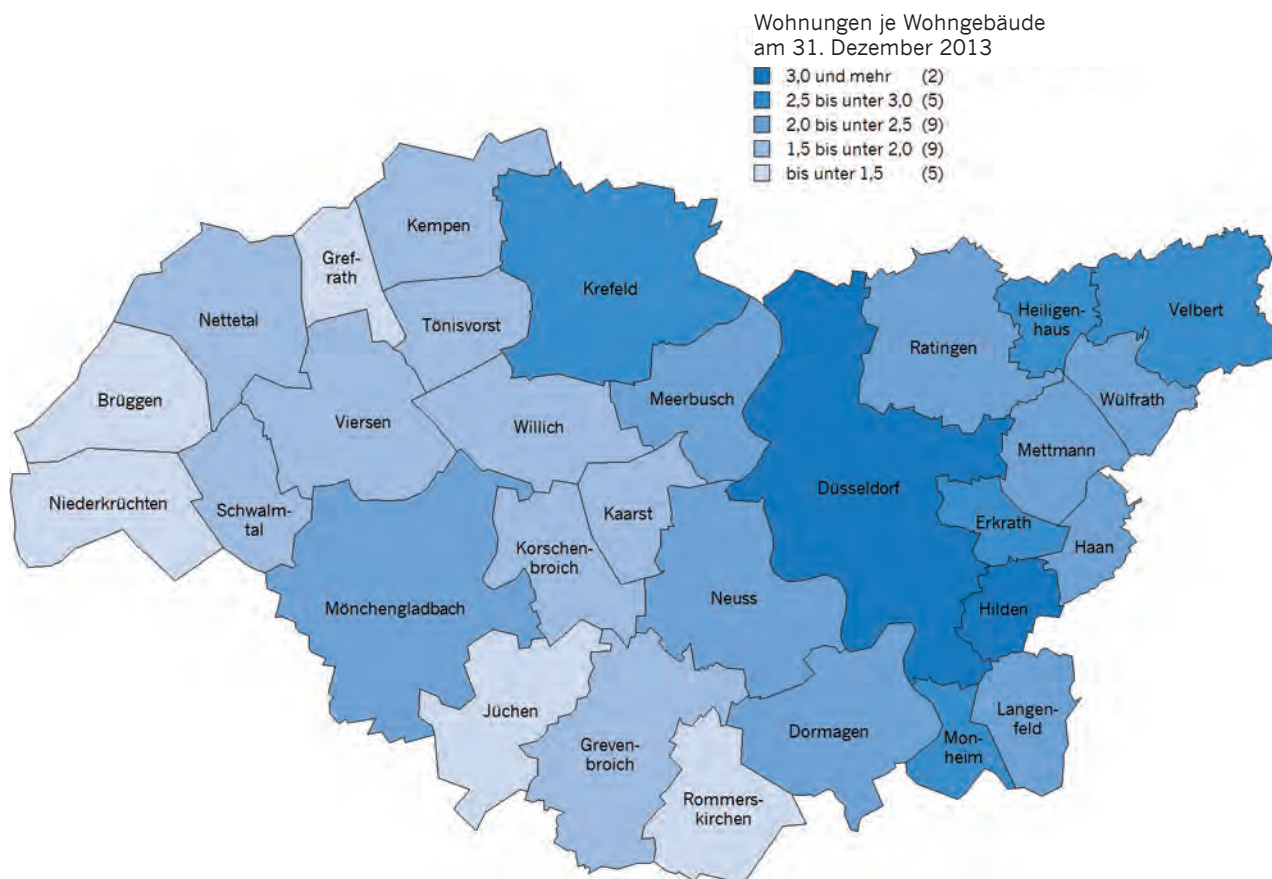 Wohnungen je Wohngebäude
am 31. Dezember 2013
3,0 und mehr (2)
2,5 bis unter 3,0 (5)
2,0 bis unter 2,5 (9)
1,5 bis unter 2,0 (9)
bis unter 1,5 (5)
Kempen
Gref-
rath
Krefeld
Nettetal
Tönisvorst
Heiligen-
haus
Velbert
Ratingen
Brüggen
Viersen
Willich
Meerbusch
Wülfrath
Mettmann
Niederkrüchten
Schwalm-
tal
Kaarst
Düsseldorf
Erkrath
Haan
Korschen-
broich
Mönchengladbach
Neuss
Hilden
Jüchen
Greven-
broich
Dormagen
Mon-
heim
Langen-
feld
Rommers-
kirchen